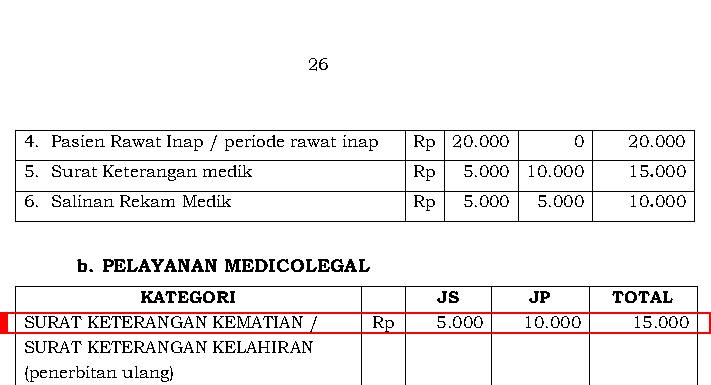 26
4. Pasien Rawat Inap / periode rawat inap Rp 20.000 0 20.000
5. Surat Keterangan medik Rp 5.000 10.000 15.000
6. Salinan Rekam Medik Rp 5.000 5.000 10.000
b. PELAYANAN MEDICOLEGAL
KATEGORI JS JP TOTAL
SURAT KETERANGAN KEMATIAN / Rp 5.000 10.000 15.000
SURAT KETERANGAN KELAHIRAN
(penerbitan ulang)